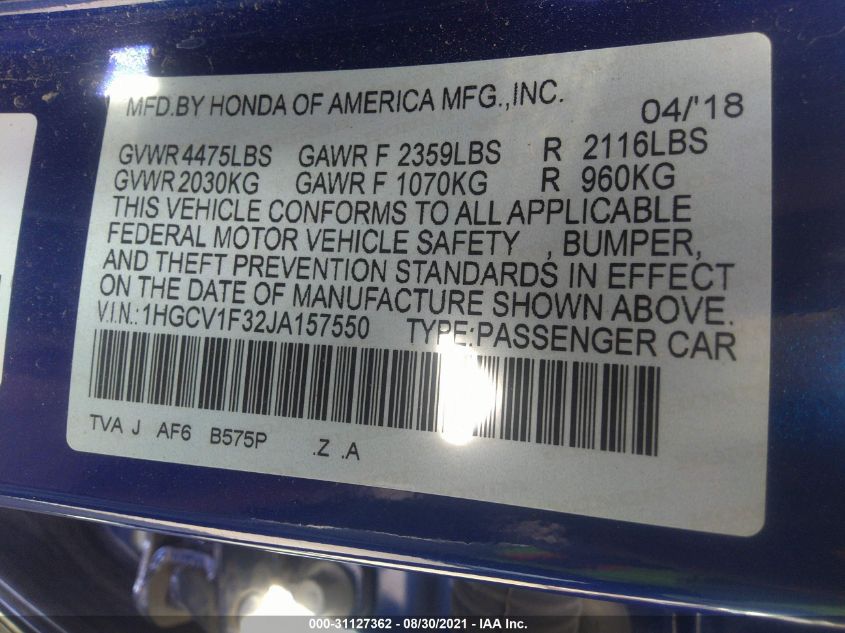 MFD.BY HONDA OF AMERICA MFG.,INC. 04/'18
GVWR 4475LBS GAWR F 2359LBS R 2116LBS
GVWR 2030KG GAWR F 1070KG R 960KG
THIS VEHICLE CONFORMS TO ALL APPLICABLE
FEDERAL MOTOR VEHICLE SAFETY , BUMPER,
AND THEFT PREVENTION STANDARDS IN EFFECT
ON THE DATE OF MANUFACTURE SHOWN ABOVE.
V.I.N.: 1HGCV1F32JA157550 TYPE:PASSENGER CAR
TVA J AF6 B575P .Z .A
000-31127362 - 08/30/2021 - IAA Inc.